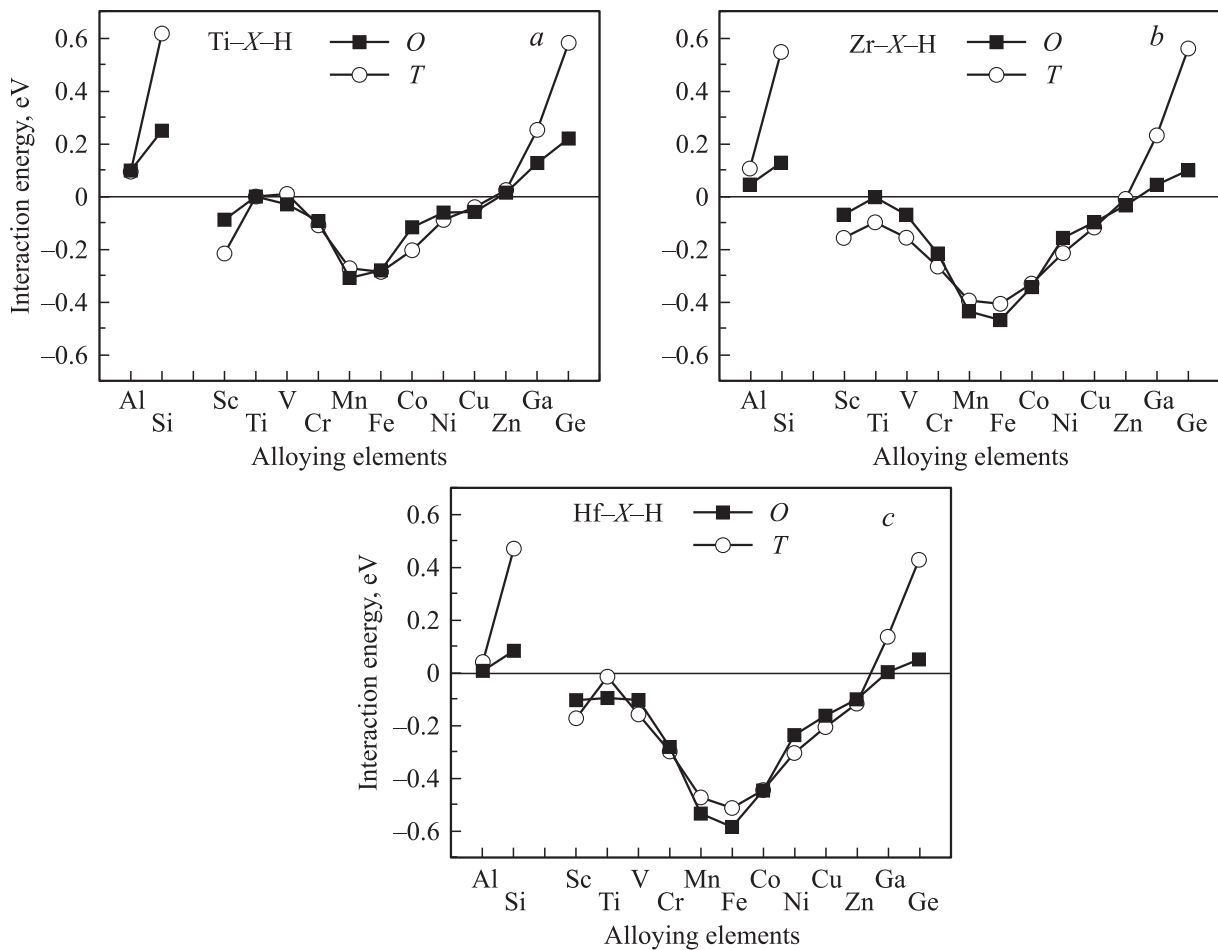 Ti–X–H
O
T
a
Interaction energy, eV
0.6
0.4
0.2
0
–0.2
–0.4
–0.6
Al Sc V Mn Co Cu Ga
Si Ti Cr Fe Ni Zn Ge
Alloying elements
Zr–X–H
O
T
b
0.6
0.4
0.2
0
–0.2
–0.4
–0.6
Al Sc V Mn Co Cu Ga
Si Ti Cr Fe Ni Zn Ge
Alloying elements
Hf–X–H
O
T
c
Interaction energy, eV
0.6
0.4
0.2
0
–0.2
–0.4
–0.6
Al Sc V Mn Co Cu Ga
Si Ti Cr Fe Ni Zn Ge
Alloying elements